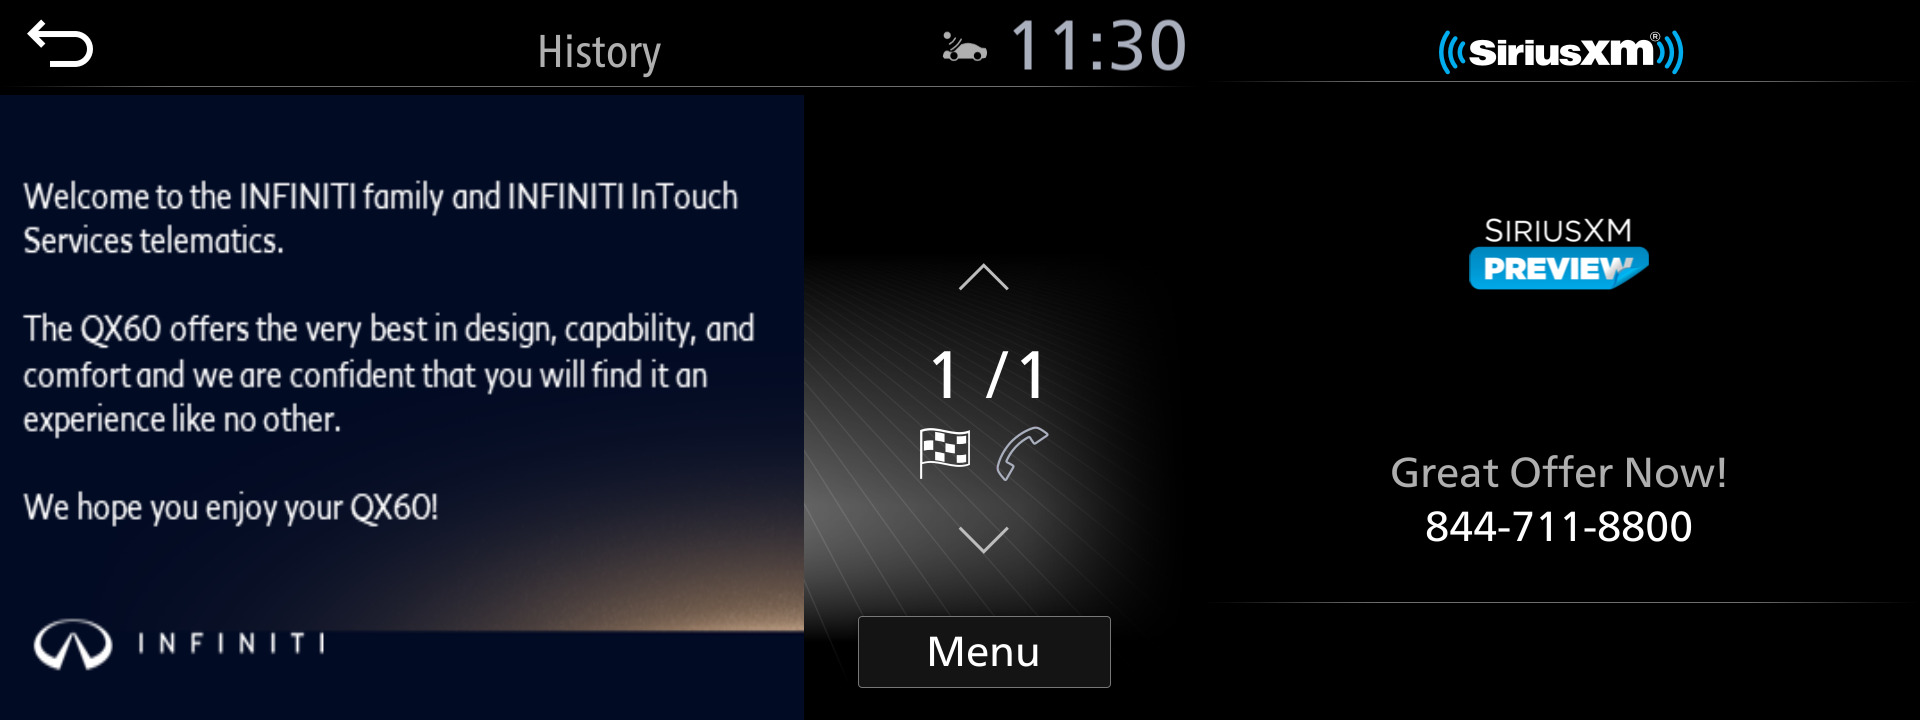 History
11:30
SiriusXM®
Welcome to the INFINITI family and INFINITI InTouch
Services telematics.
The QX60 offers the very best in design, capability, and
comfort and we are confident that you will find it an
experience like no other.
We hope you enjoy your QX60!
INFINITI
1 / 1
Menu
SIRIUSXM
PREVIEW
Great Offer Now!
844-711-8800